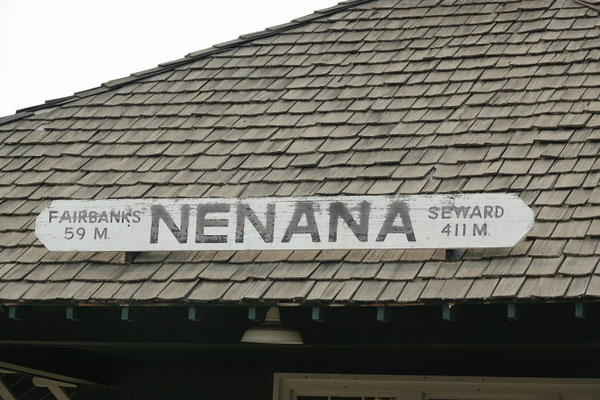 FAIRBANKS
59 M.
NENANA
SEWARD
411 M.